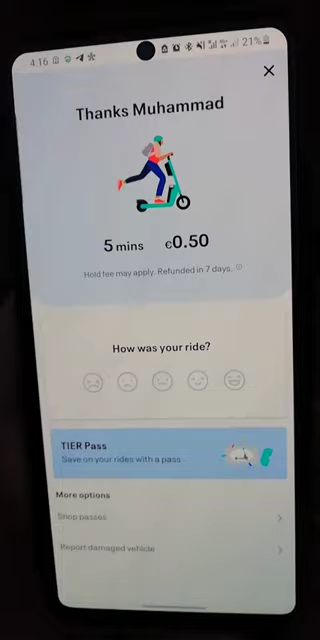 4:16
21%
Thanks Muhammad
5 mins €0.50
Hold fee may apply. Refunded in 7 days.
How was your ride?
TIER Pass
Save on your rides with a pass
More options
Shop passes
Report damaged vehicle